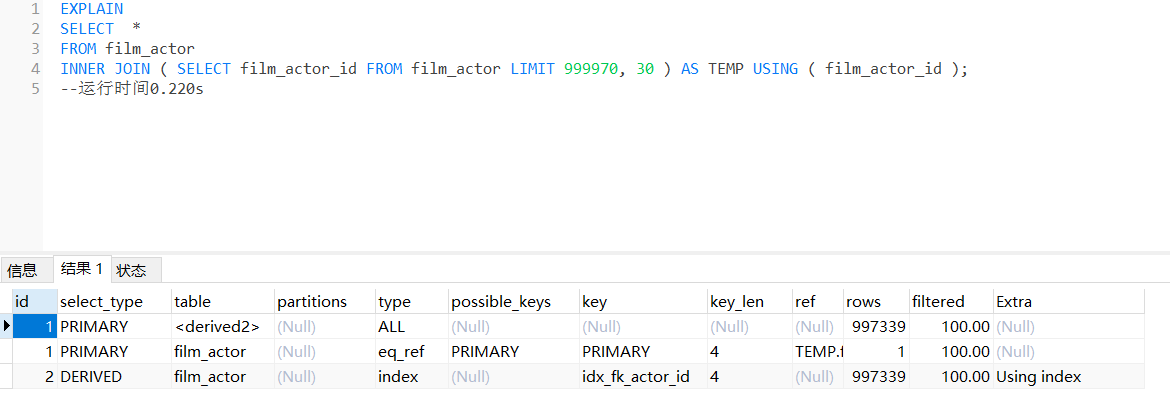 1 EXPLAIN
2 SELECT *
3 FROM film_actor
4 INNER JOIN ( SELECT film_actor_id FROM film_actor LIMIT 999970, 30 ) AS TEMP USING ( film_actor_id );
5 --运行时间0.220s
信息 结果 1 状态
id select_type table partitions type possible_keys key key_len ref rows filtered Extra
1 PRIMARY <derived2> (Null) ALL (Null) (Null) (Null) (Null) 997339 100.00 (Null)
1 PRIMARY film_actor (Null) eq_ref PRIMARY PRIMARY 4 TEMP.f 1 100.00 (Null)
2 DERIVED film_actor (Null) index (Null) idx_fk_actor_id 4 (Null) 997339 100.00 Using index